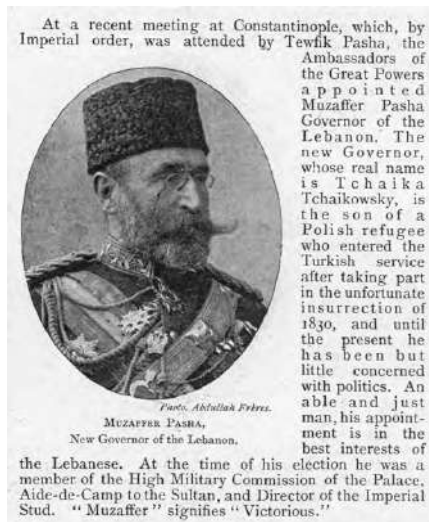 At a recent meeting at Constantinople, which, by
Imperial order, was attended by Tewfik Pasha, the
Ambassadors of
the Great Powers
appointed
Muzaffer Pasha
Governor of the
Lebanon. The
new Governor,
whose real name
is Tchaika
Tchaikowsky, is
the son of a
Polish refugee
who entered the
Turkish service
after taking part
in the unfortunate
insurrection of
1830, and until
the present he
has been but
little concerned
with politics. An
able and just
man, his appoint-
ment is in the
best interests of
Photo. Abdullah Frères.
MUZAFFER PASHA,
New Governor of the Lebanon.
the Lebanese. At the time of his election he was a
member of the High Military Commission of the Palace,
Aide-de-Camp to the Sultan, and Director of the Imperial
Stud. "Muzaffer" signifies "Victorious."